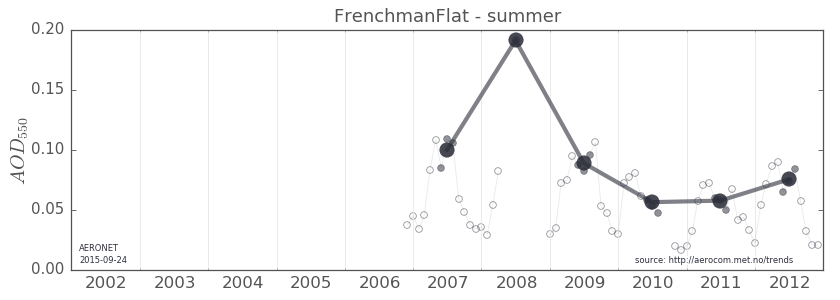 FrenchmanFlat - summer
0.20
0.15
0.10
0.05
0.00
AOD550
AERONET
2015-09-24
source: http://aerocom.met.no/trends
2002 2003 2004 2005 2006 2007 2008 2009 2010 2011 2012